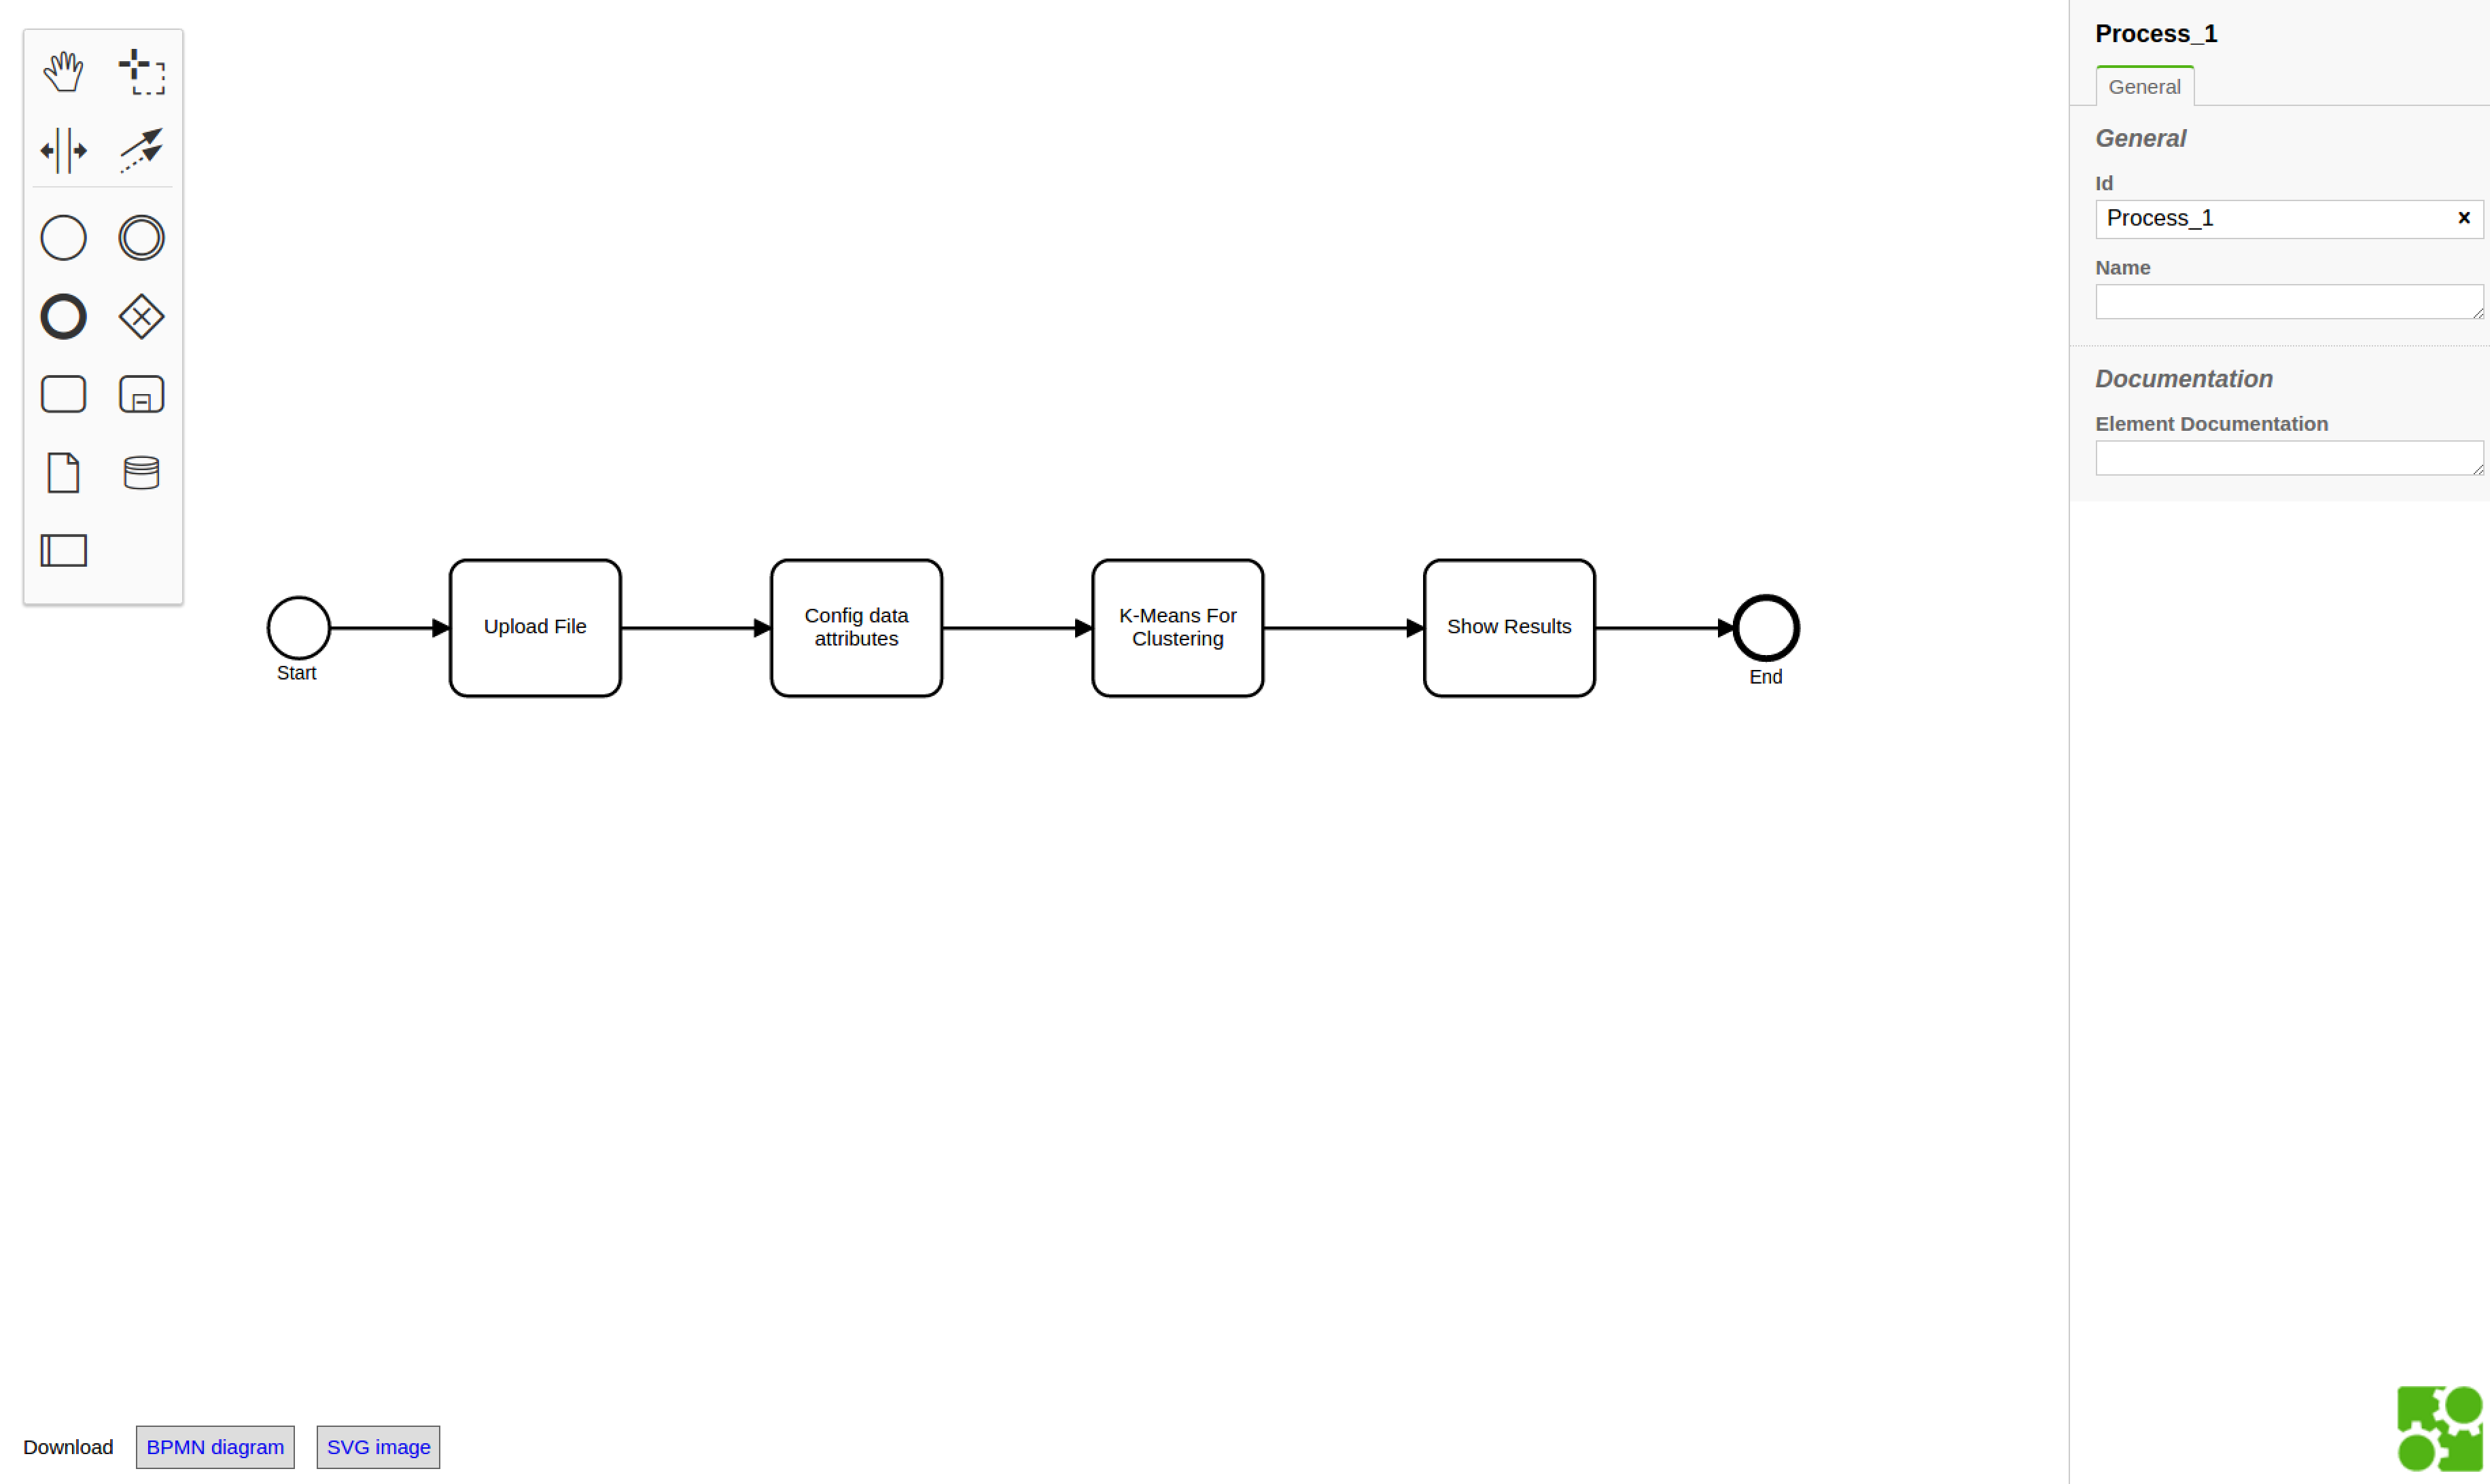 Process_1
General
General
Id
Process_1
x
Name
Documentation
Element Documentation
Start
Upload File
Config data
attributes
K-Means For
Clustering
Show Results
End
Download
BPMN diagram
SVG image